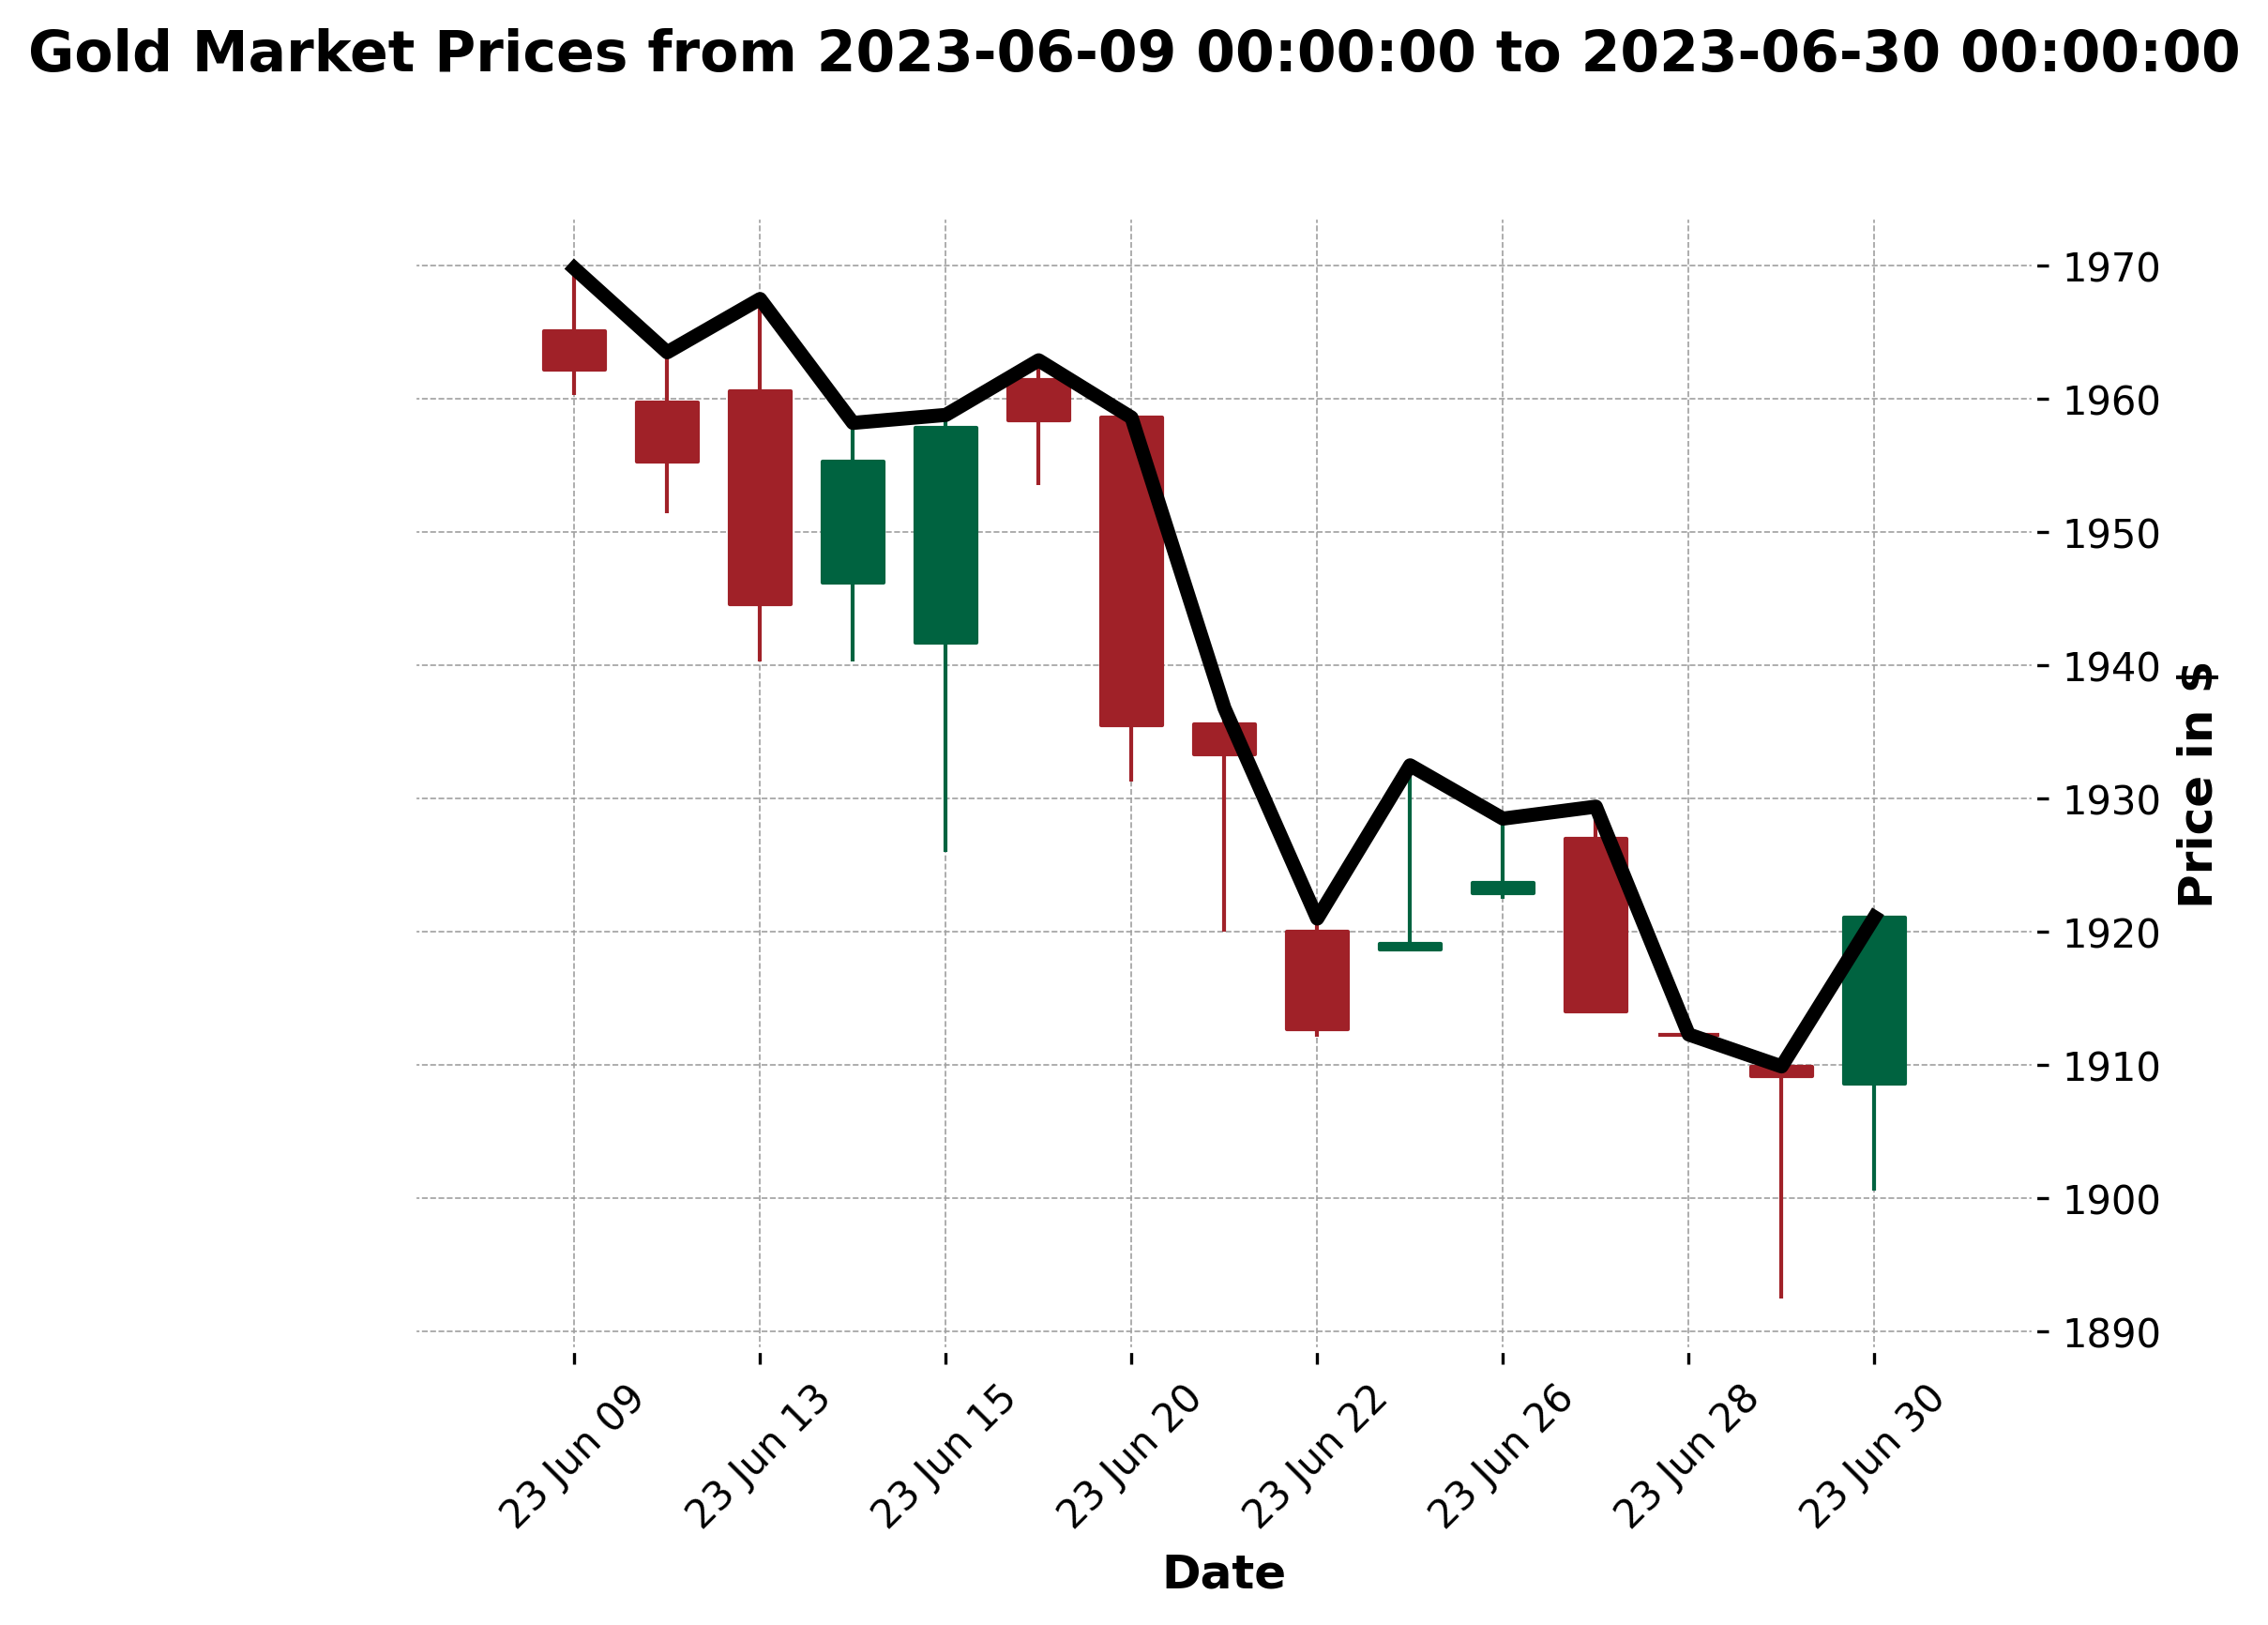 Gold Market Prices from 2023-06-09 00:00:00 to 2023-06-30 00:00:00
1970
1960
1950
1940
1930
1920
1910
1900
1890
Price in $
23 Jun 09
23 Jun 13
23 Jun 15
23 Jun 20
23 Jun 22
23 Jun 26
23 Jun 28
23 Jun 30
Date